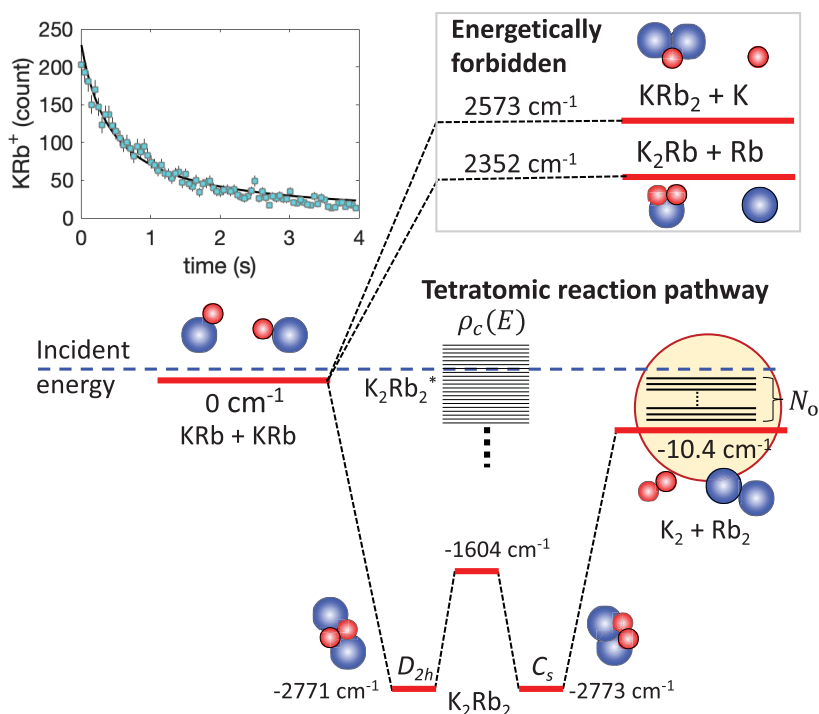 250
200
150
100
50
0
KRb⁺ (count)
0 1 2 3 4
time (s)
Energetically
forbidden
2573 cm⁻¹
KRb₂ + K
2352 cm⁻¹
K₂Rb + Rb
Tetratomic reaction pathway
ρc(E)
Incident
energy
K₂Rb₂*
0 cm⁻¹
KRb + KRb
Nₒ
-10.4 cm⁻¹
K₂ + Rb₂
-1604 cm⁻¹
D₂ₕ
Cₛ
-2771 cm⁻¹
K₂Rb₂
-2773 cm⁻¹